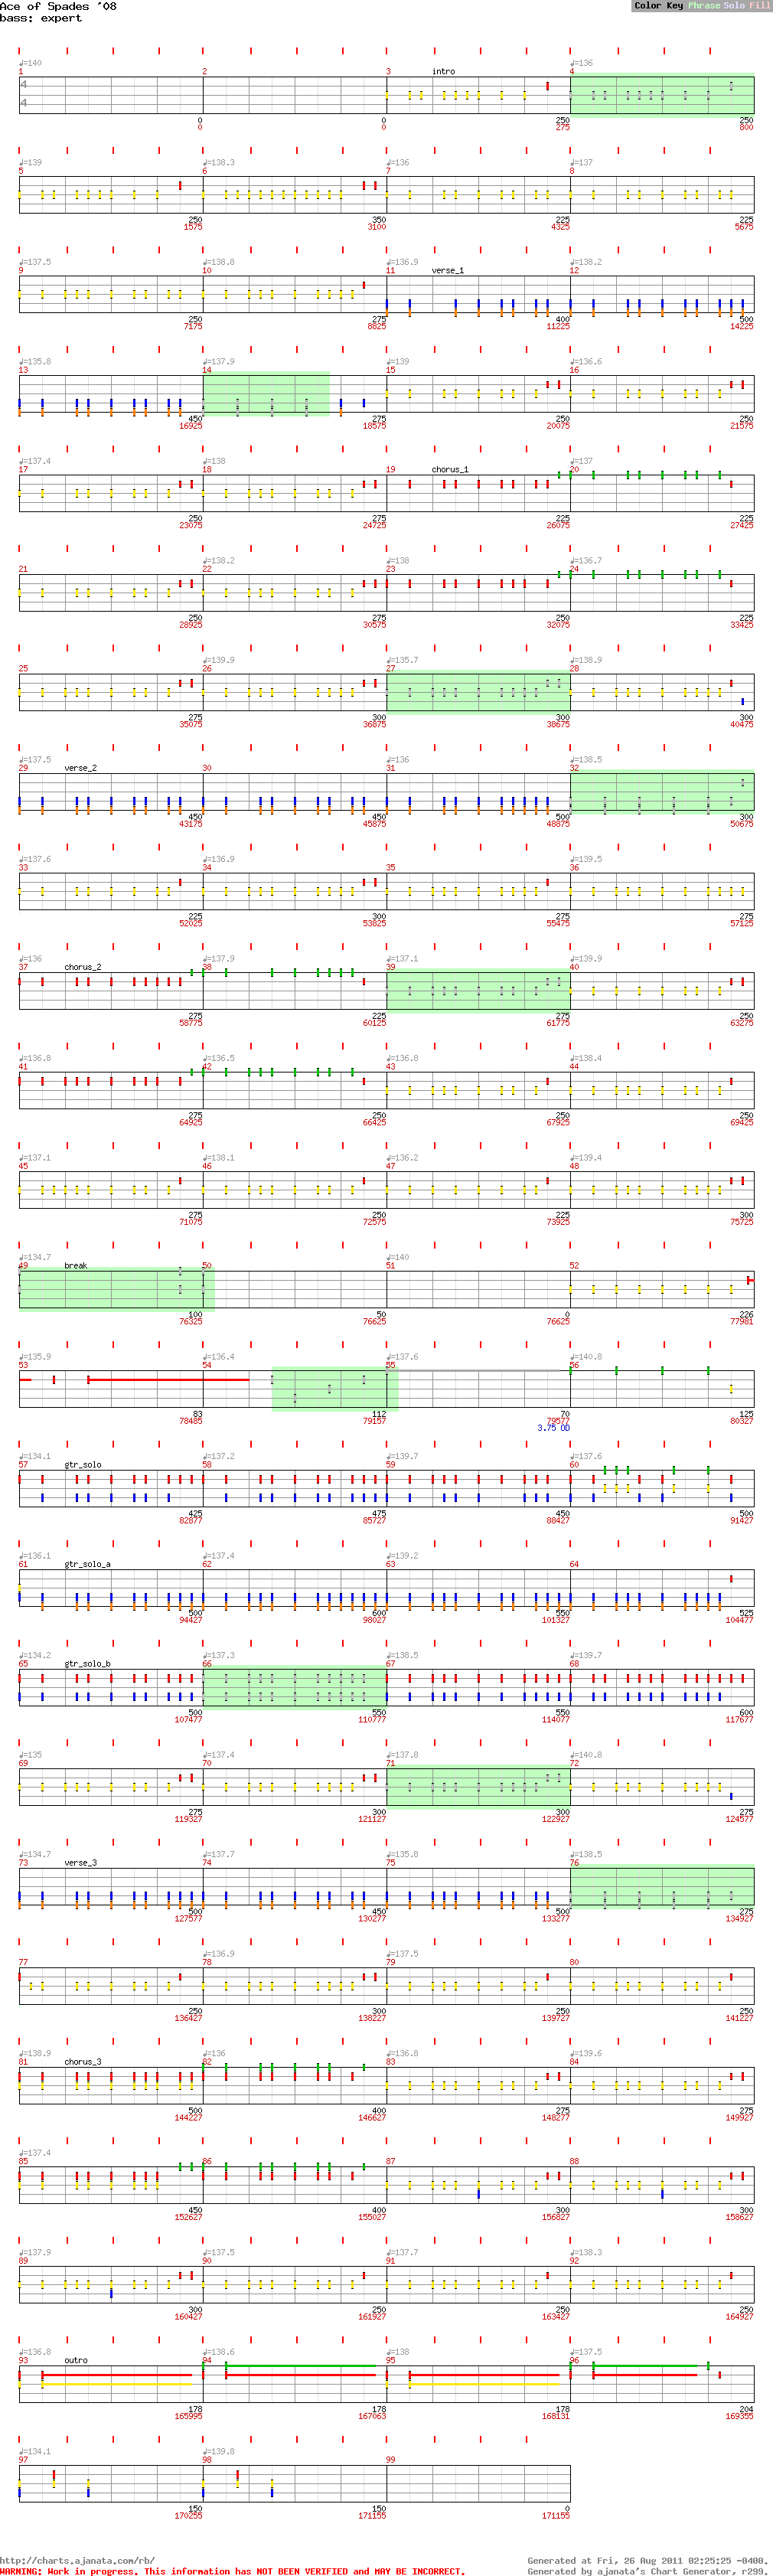 Ace of Spades '08
Color Key Phrase Solo Fill
bass: expert
♩=140 ♩=136
1 2 3 intro 4
4
4
0 0 250 250
0 0 275 800
♩=139 ♩=138.3 ♩=136 ♩=137
5 6 7 8
250 350 225 225
1575 3100 4325 5675
♩=137.5 ♩=138.8 ♩=136.9 ♩=138.2
9 10 11 verse_1 12
250 275 400 500
7175 8825 11225 14225
♩=135.8 ♩=137.9 ♩=139 ♩=136.6
13 14 15 16
450 275 250 250
16925 18575 20075 21575
♩=137.4 ♩=138 ♩=137
17 18 19 chorus_1 20
250 275 225 225
23075 24725 26075 27425
♩=138.2 ♩=138 ♩=136.7
21 22 23 24
250 275 250 225
28925 30575 32075 33425
♩=139.9 ♩=135.7 ♩=138.9
25 26 27 28
275 300 300 300
35075 36875 38675 40475
♩=137.5 ♩=136 ♩=138.5
29 verse_2 30 31 32
450 450 500 300
43175 45875 48875 50675
♩=137.6 ♩=136.9 ♩=139.5
33 34 35 36
225 300 275 275
52025 53825 55475 57125
♩=136 ♩=137.9 ♩=137.1 ♩=139.9
37 chorus_2 38 39 40
225 225 275 250
58775 60125 61775 63275
♩=136.8 ♩=136.5 ♩=136.8 ♩=138.4
41 42 43 44
275 250 250 250
64925 66425 67925 69425
♩=137.1 ♩=138.1 ♩=136.2 ♩=139.4
45 46 47 48
275 250 225 300
71075 72575 73925 75725
♩=134.7 ♩=140
49 break 50 51 52
100 50 0 226
76325 76625 76625 77981
♩=135.9 ♩=136.4 ♩=137.6 ♩=140.8
53 54 55 56
83 112 70 125
78485 79157 79577 80327
3.75 OD
♩=134.1 ♩=137.2 ♩=139.7 ♩=137.6
57 gtr_solo 58 59 60
425 475 450 500
82877 85727 88427 91427
♩=136.1 ♩=137.4 ♩=139.2
61 gtr_solo_a 62 63 64
500 600 550 525
94427 98027 101327 104477
♩=134.2 ♩=137.3 ♩=138.5 ♩=139.7
65 gtr_solo_b 66 67 68
500 550 550 600
107477 110777 114077 117677
♩=135 ♩=137.4 ♩=137.8 ♩=140.8
69 70 71 72
275 300 300 275
119327 121127 122927 124577
♩=134.7 ♩=137.7 ♩=135.8 ♩=138.5
73 verse_3 74 75 76
500 450 500 275
127577 130277 133277 134927
♩=136.9 ♩=137.5
77 78 79 80
250 300 250 250
136427 138227 139727 141227
♩=138.9 ♩=136 ♩=136.8 ♩=139.6
81 chorus_3 82 83 84
500 400 275 275
144227 146627 148277 149927
♩=137.4
85 86 87 88
450 400 300 300
152627 155027 156827 158627
♩=137.9 ♩=137.5 ♩=137.7 ♩=138.3
89 90 91 92
300 250 250 250
160427 161927 163427 164927
♩=136.8 ♩=138.6 ♩=138 ♩=137.5
93 outro 94 95 96
178 178 178 204
165995 167063 168131 169355
♩=134.1 ♩=139.8
97 98 99
150 150 0
170255 171155 171155
http://charts.ajanata.com/rb/ Generated at Fri, 26 Aug 2011 02:25:25 -0400.
WARNING: Work in progress. This information has NOT BEEN VERIFIED and MAY BE INCORRECT. Generated by ajanata's Chart Generator, r299.